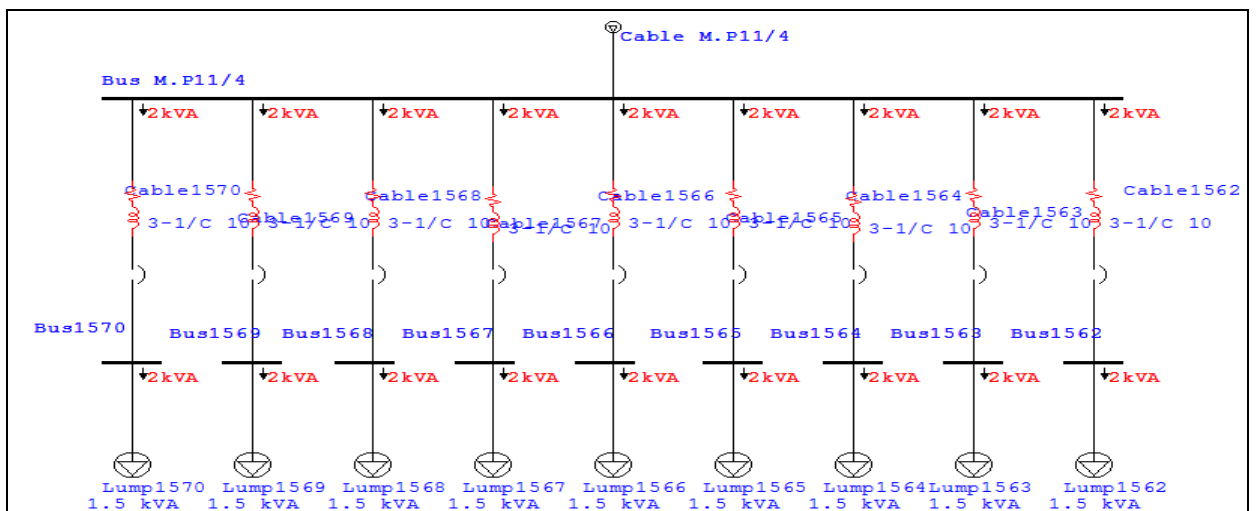 Cable M.P11/4
Bus M.P11/4
2kVA 2kVA 2kVA 2kVA 2kVA 2kVA 2kVA 2kVA 2kVA
Cable1570 Cable1568 Cable1566 Cable1564 Cable1562
Cable1569 Cable1567 Cable1565 Cable1563
3-1/C 10 3-1/C 10 3-1/C 10 3-1/C 10 3-1/C 10 3-1/C 10 3-1/C 10 3-1/C 10 3-1/C 10
Bus1570 Bus1569 Bus1568 Bus1567 Bus1566 Bus1565 Bus1564 Bus1563 Bus1562
2kVA 2kVA 2kVA 2kVA 2kVA 2kVA 2kVA 2kVA 2kVA
Lump1570 Lump1569 Lump1568 Lump1567 Lump1566 Lump1565 Lump1564 Lump1563 Lump1562
1.5 kVA 1.5 kVA 1.5 kVA 1.5 kVA 1.5 kVA 1.5 kVA 1.5 kVA 1.5 kVA 1.5 kVA